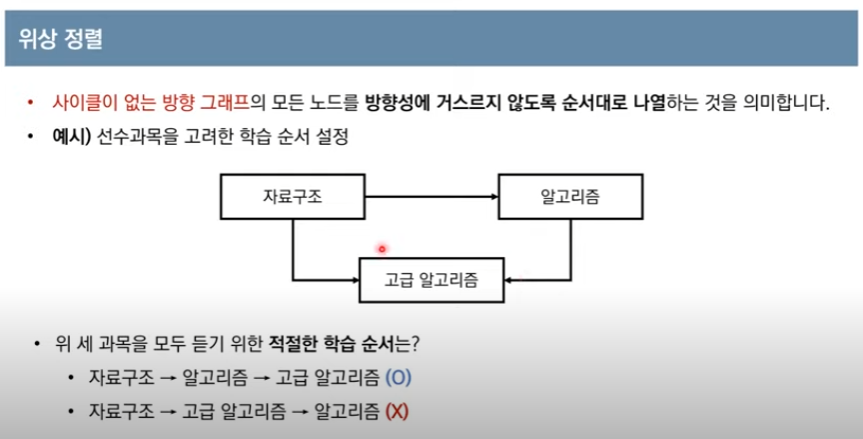 위상 정렬
• 사이클이 없는 방향 그래프의 모든 노드를 방향성에 거스르지 않도록 순서대로 나열하는 것을 의미합니다.
• 예시) 선수과목을 고려한 학습 순서 설정
자료구조
알고리즘
고급 알고리즘
• 위 세 과목을 모두 듣기 위한 적절한 학습 순서는?
• 자료구조 → 알고리즘 → 고급 알고리즘 (O)
• 자료구조 → 고급 알고리즘 → 알고리즘 (X)